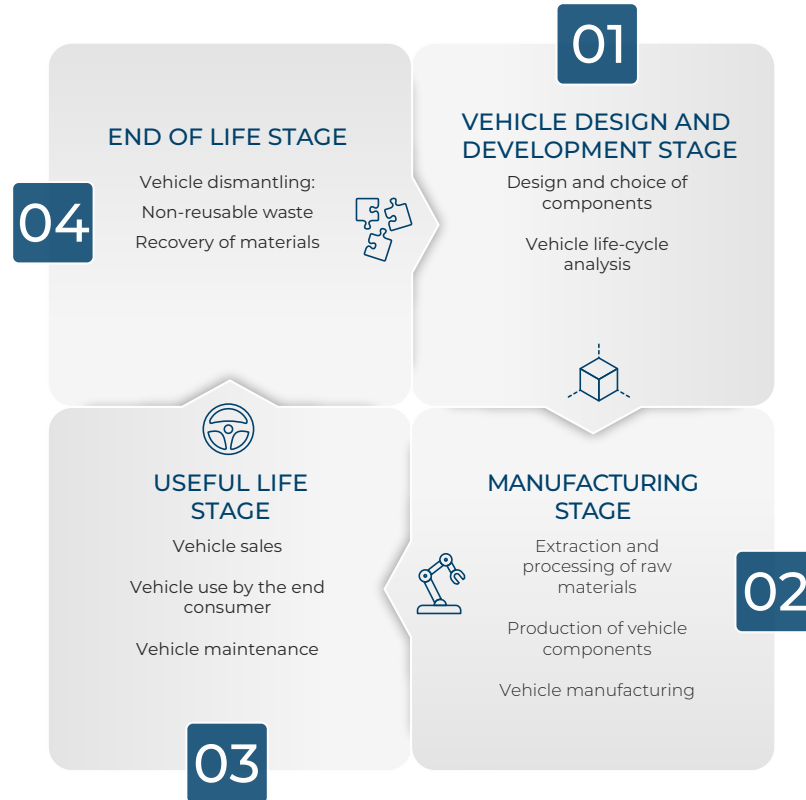 01
VEHICLE DESIGN AND
DEVELOPMENT STAGE
Design and choice of
components
Vehicle life-cycle
analysis
02
MANUFACTURING
STAGE
Extraction and
processing of raw
materials
Production of vehicle
components
Vehicle manufacturing
03
USEFUL LIFE
STAGE
Vehicle sales
Vehicle use by the end
consumer
Vehicle maintenance
04
END OF LIFE STAGE
Vehicle dismantling:
Non-reusable waste
Recovery of materials